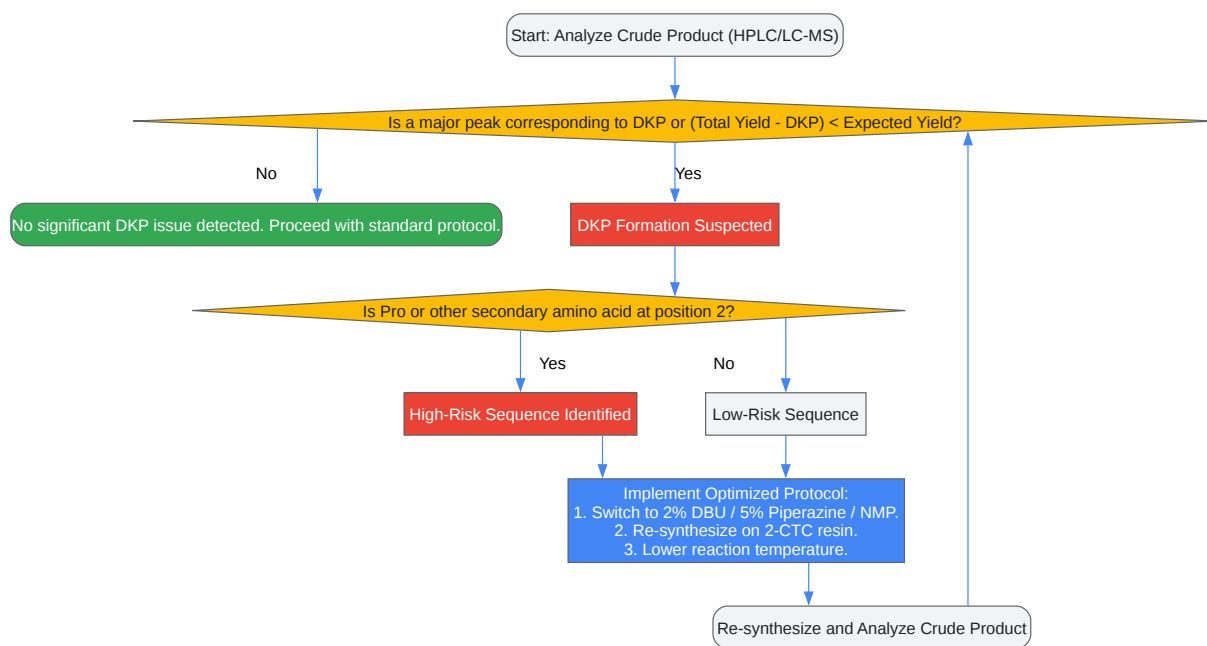 Start: Analyze Crude Product (HPLC/LC-MS)
Is a major peak corresponding to DKP or (Total Yield - DKP) < Expected Yield?
No
Yes
No significant DKP issue detected. Proceed with standard protocol.
DKP Formation Suspected
Is Pro or other secondary amino acid at position 2?
Yes
No
High-Risk Sequence Identified
Low-Risk Sequence
Implement Optimized Protocol:
1. Switch to 2% DBU / 5% Piperazine / NMP.
2. Re-synthesize on 2-CTC resin.
3. Lower reaction temperature.
Re-synthesize and Analyze Crude Product